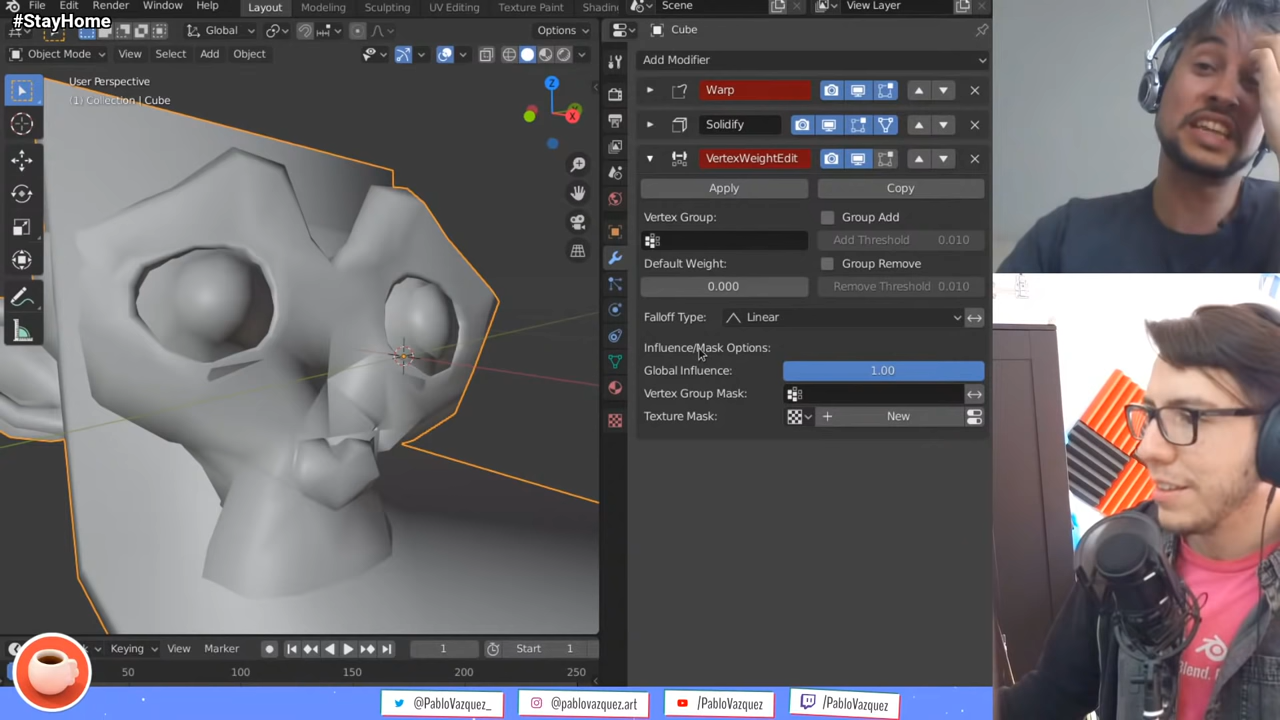 File Edit Render Window Help Layout Modeling Sculpting UV Editing Texture Paint Shadin
Scene View Layer
#StayHome
Global Options
Cube
Object Mode View Select Add Object
Add Modifier
User Perspective
(1) Collection | Cube
Z
X
Warp
Solidify
VertexWeightEdit
Apply Copy
Vertex Group: Group Add
Add Threshold 0.010
Default Weight: Group Remove
0.000 Remove Threshold 0.010
Falloff Type: Linear
Influence/Mask Options:
Global Influence: 1.00
Vertex Group Mask:
Texture Mask: New
Keying View Marker 1 Start 1
50 100 150 200 250
Blend.
@PabloVazquez_ @pablovazquez.art /PabloVazquez /PabloVazquez